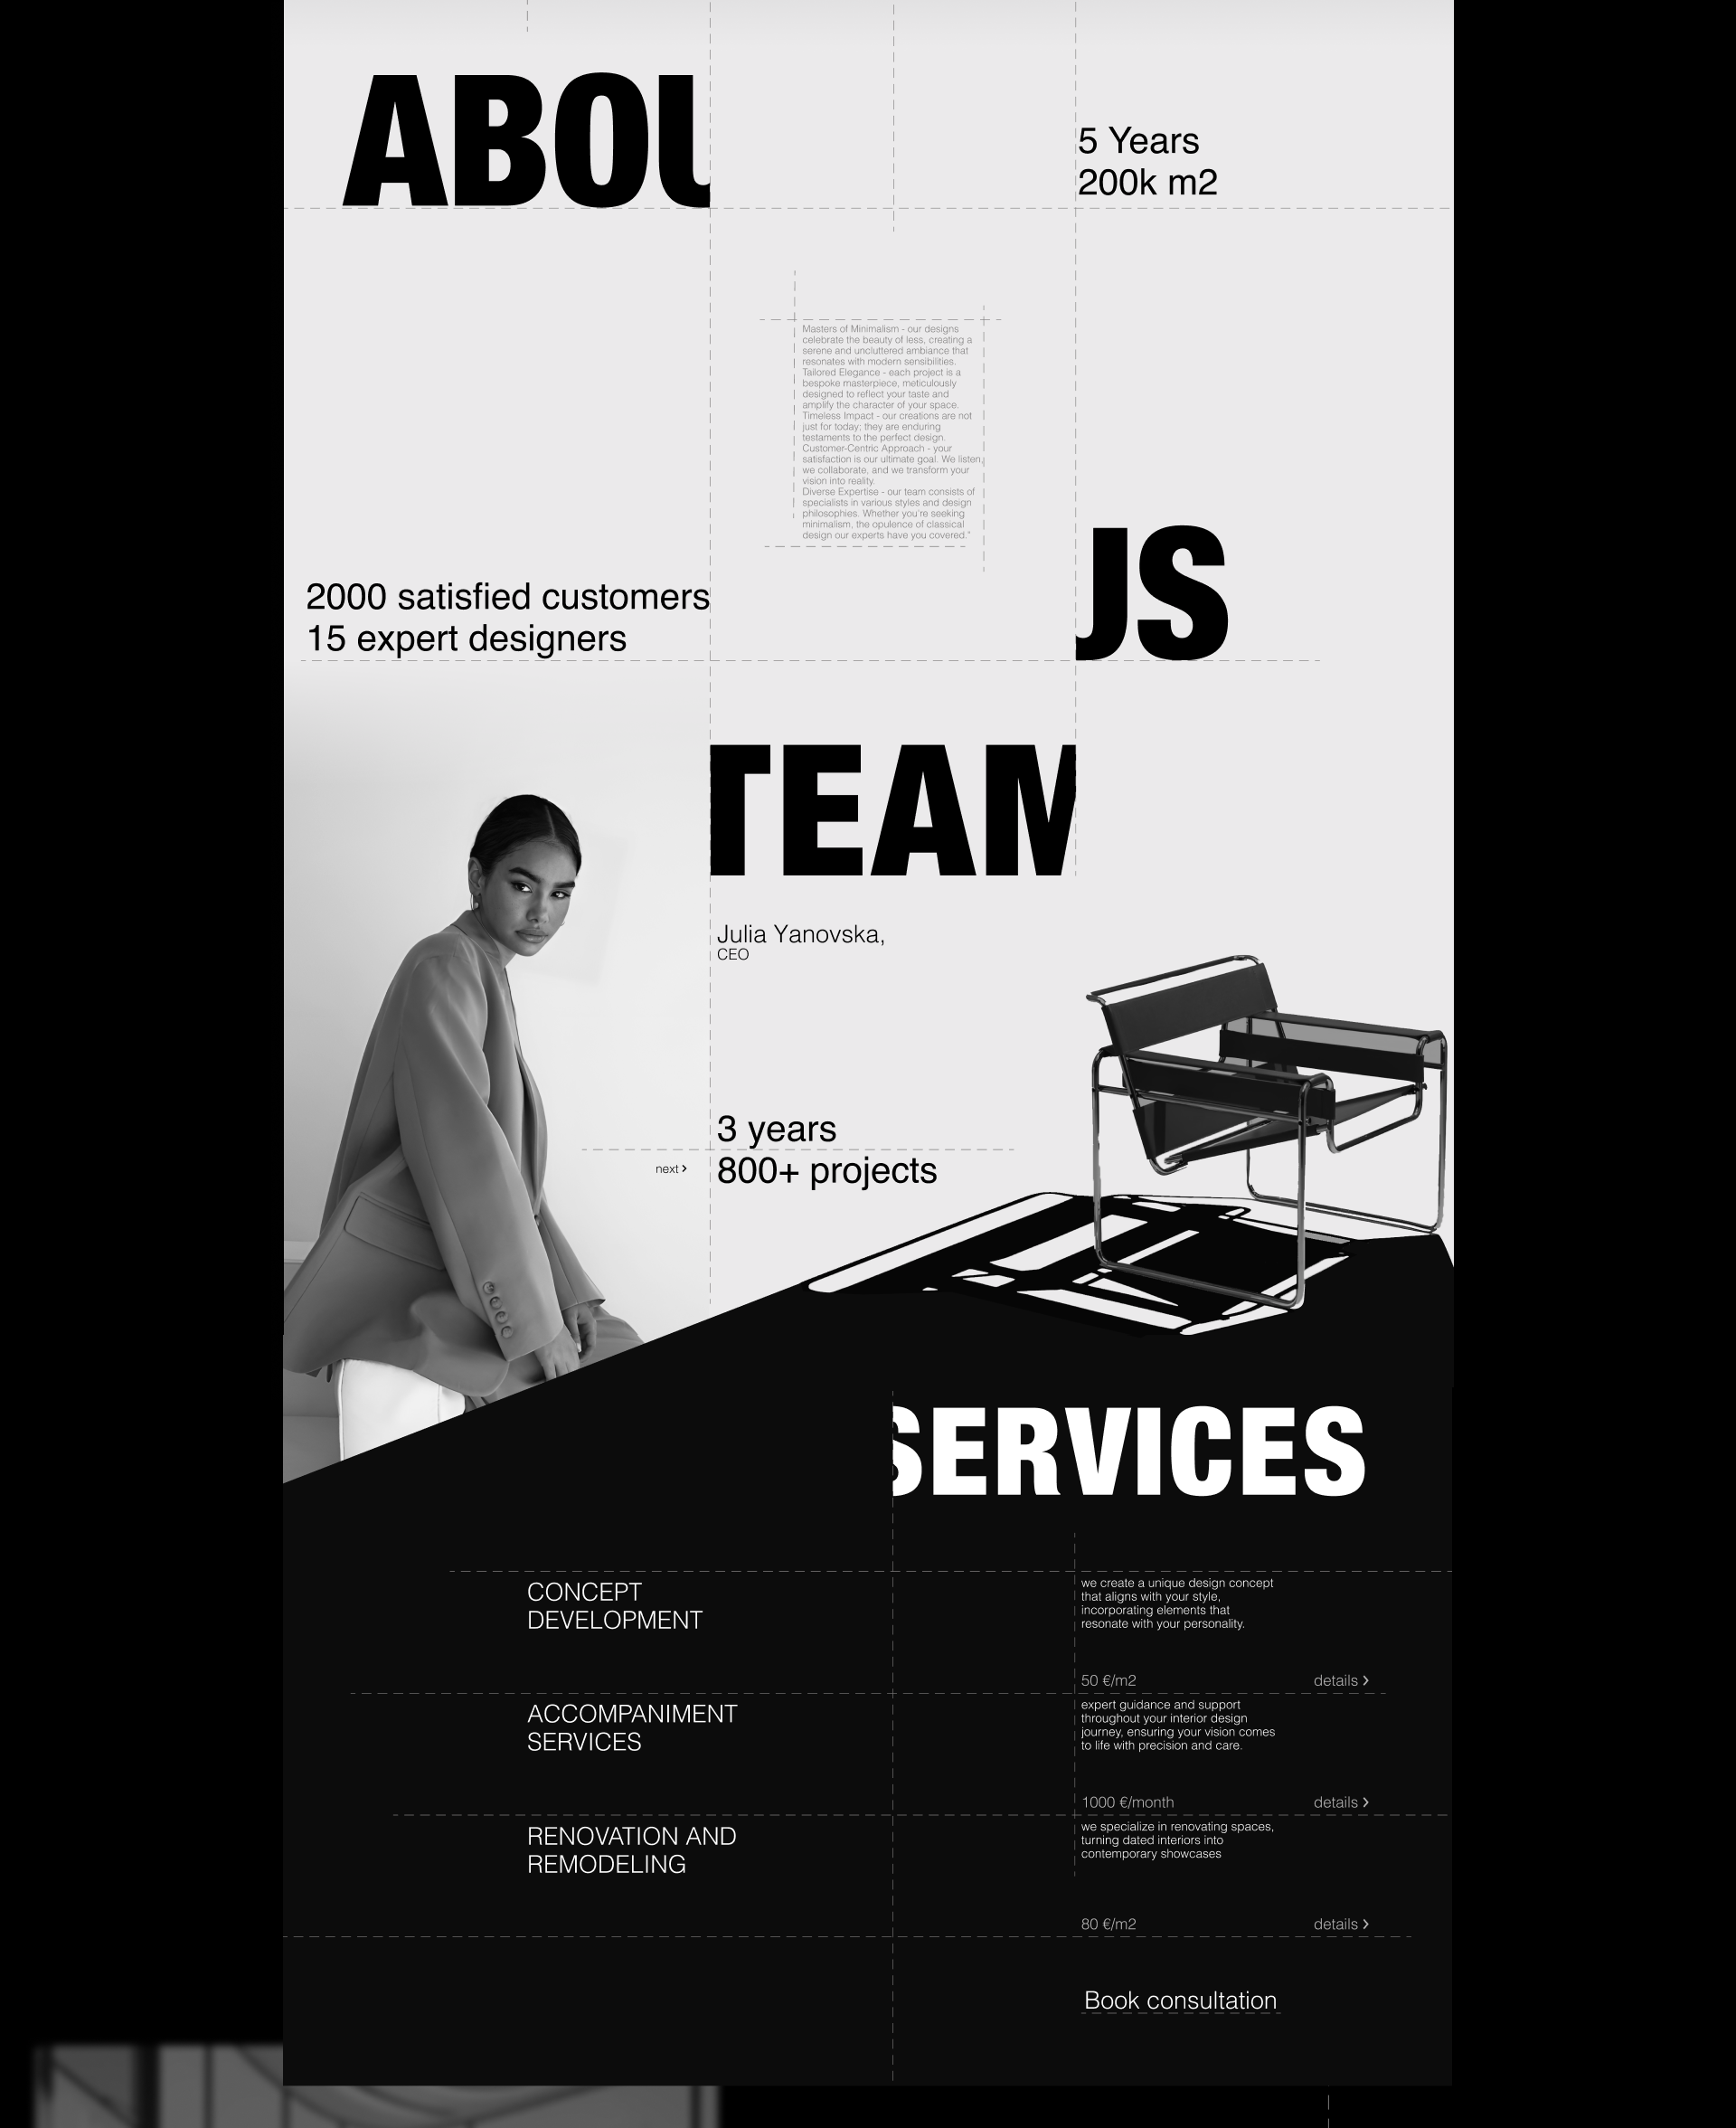 ABOU
5 Years
200k m2
Masters of Minimalism - our designs
celebrate the beauty of less, creating a
serene and uncluttered ambiance that
resonates with modern sensibilities.
Tailored Elegance - each project is a
bespoke masterpiece, meticulously
designed to reflect your taste and
amplify the character of your space.
Timeless Impact - our creations are not
just for today; they are enduring
testaments to the perfect design.
Customer-Centric Approach - your
satisfaction is our ultimate goal. We listen,
we collaborate, and we transform your
vision into reality.
Diverse Expertise - our team consists of
specialists in various styles and design
philosophies. Whether you're seeking
minimalism, the opulence of classical
design our experts have you covered."
2000 satisfied customers
15 expert designers
US
TEAM
Julia Yanovska,
CEO
3 years
800+ projects
next ›
SERVICES
CONCEPT
DEVELOPMENT
we create a unique design concept
that aligns with your style,
incorporating elements that
resonate with your personality.
50 €/m2
details ›
ACCOMPANIMENT
SERVICES
expert guidance and support
throughout your interior design
journey, ensuring your vision comes
to life with precision and care.
1000 €/month
details ›
RENOVATION AND
REMODELING
we specialize in renovating spaces,
turning dated interiors into
contemporary showcases
80 €/m2
details ›
Book consultation